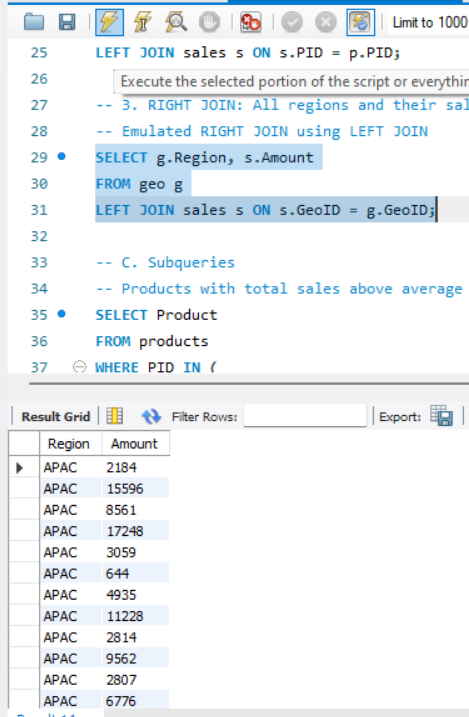 Limit to 1000
25 LEFT JOIN sales s ON s.PID = p.PID;
26
Execute the selected portion of the script or everythin
27 -- 3. RIGHT JOIN: All regions and their sal
28 -- Emulated RIGHT JOIN using LEFT JOIN
29 SELECT g.Region, s.Amount
30 FROM geo g
31 LEFT JOIN sales s ON s.GeoID = g.GeoID;
32
33 -- C. Subqueries
34 -- Products with total sales above average
35 SELECT Product
36 FROM products
37 WHERE PID IN (
Result Grid Filter Rows: Export:
Region Amount
APAC 2184
APAC 15596
APAC 8561
APAC 17248
APAC 3059
APAC 644
APAC 4935
APAC 11228
APAC 2814
APAC 9562
APAC 2807
APAC 6776